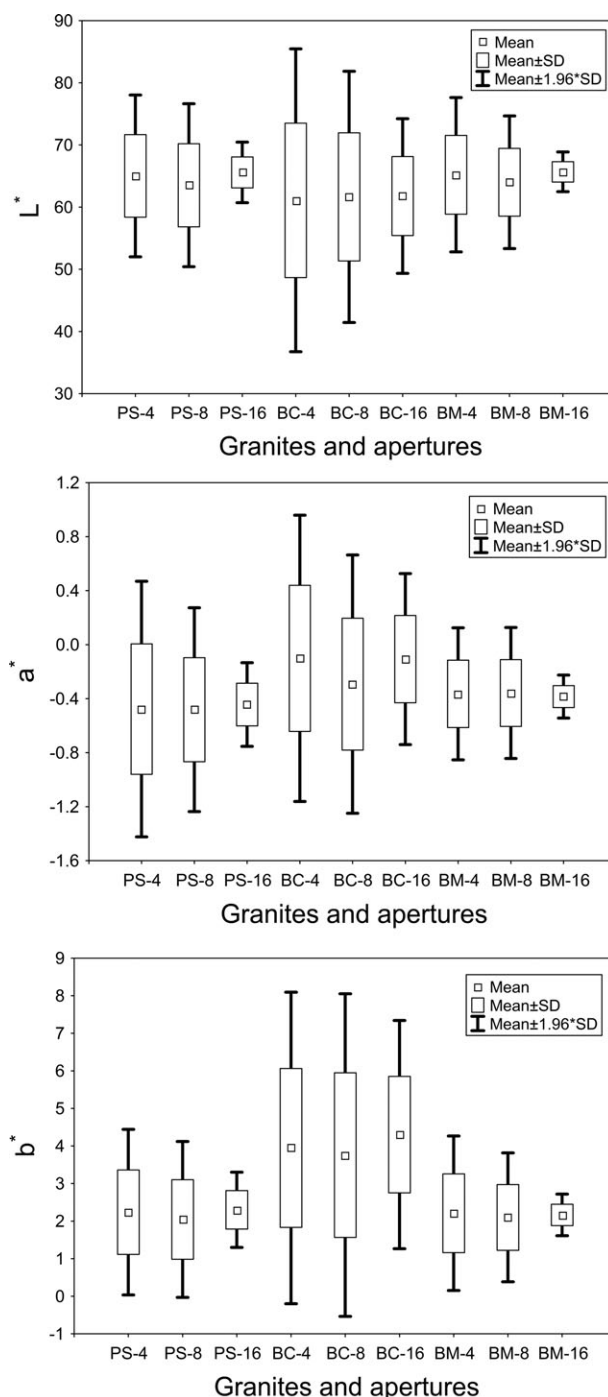 90
80
70
60
50
40
30
L*
Mean
Mean±SD
Mean±1.96*SD
PS-4 PS-8 PS-16 BC-4 BC-8 BC-16 BM-4 BM-8 BM-16
Granites and apertures
1.2
0.8
0.4
0.0
-0.4
-0.8
-1.2
-1.6
a*
Mean
Mean±SD
Mean±1.96*SD
PS-4 PS-8 PS-16 BC-4 BC-8 BC-16 BM-4 BM-8 BM-16
Granites and apertures
9
8
7
6
5
4
3
2
1
0
-1
b*
Mean
Mean±SD
Mean±1.96*SD
PS-4 PS-8 PS-16 BC-4 BC-8 BC-16 BM-4 BM-8 BM-16
Granites and apertures